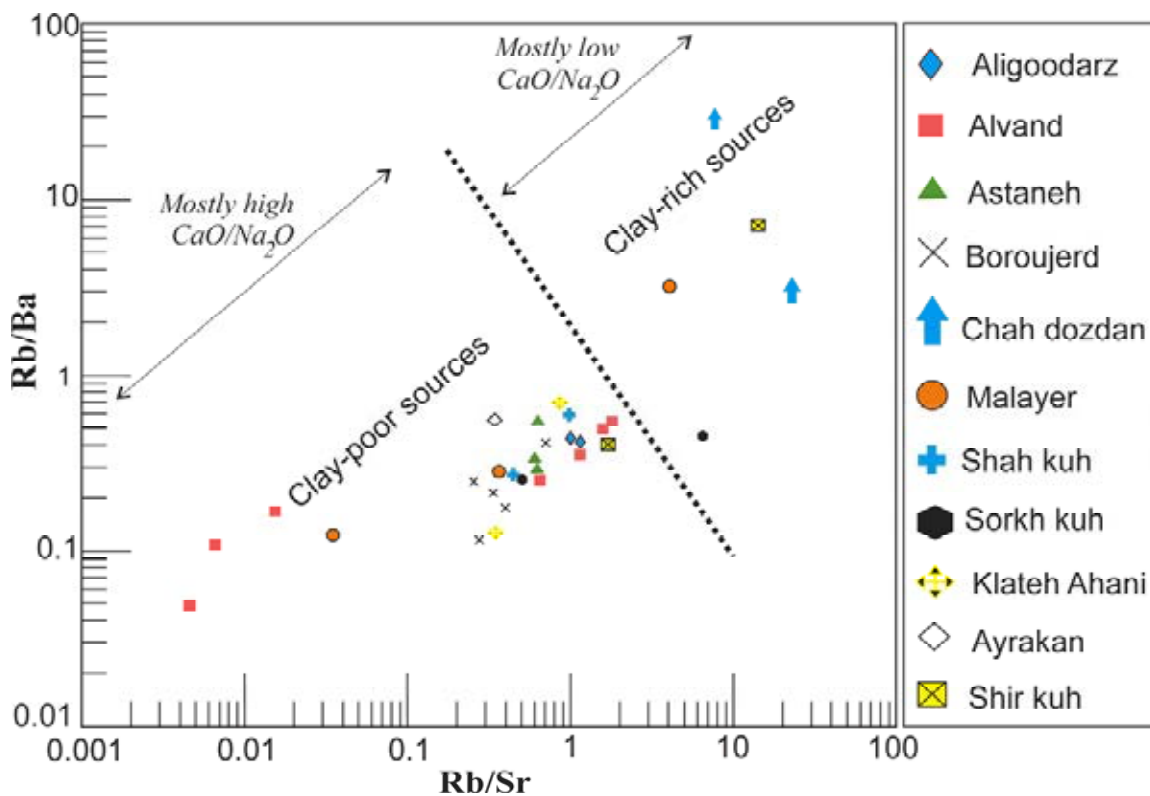 100
10
1
0.1
0.01
Rb/Ba
0.001
0.01
0.1
1
10
100
Rb/Sr
Mostly low
CaO/Na₂O
Mostly high
CaO/Na₂O
Clay-rich sources
Clay-poor sources
Aligoodarz
Alvand
Astaneh
Boroujerd
Chah dozdan
Malayer
Shah kuh
Sorkh kuh
Klateh Ahani
Ayrakan
Shir kuh